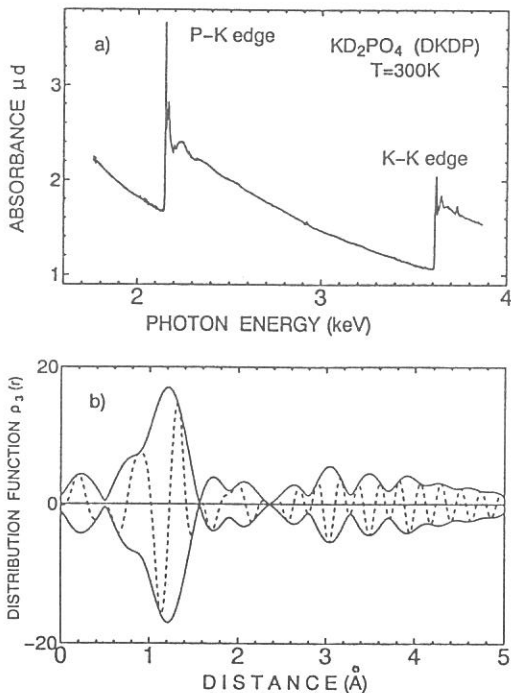 a)
P–K edge
KD₂PO₄ (DKDP)
T=300K
K–K edge
ABSORBANCE μd
3
2
1
2
3
4
PHOTON ENERGY (keV)
b)
DISTRIBUTION FUNCTION ρ₃(r)
20
0
−20
0
1
2
3
4
5
DISTANCE (Å)